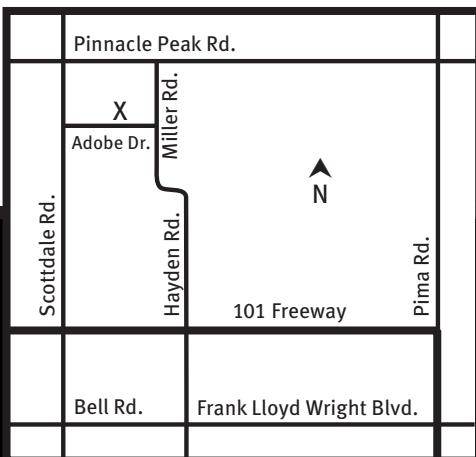 Pinnacle Peak Rd.
X
Adobe Dr.
Miller Rd.
N
Scottdale Rd.
Hayden Rd.
Pima Rd.
101 Freeway
Bell Rd.
Frank Lloyd Wright Blvd.